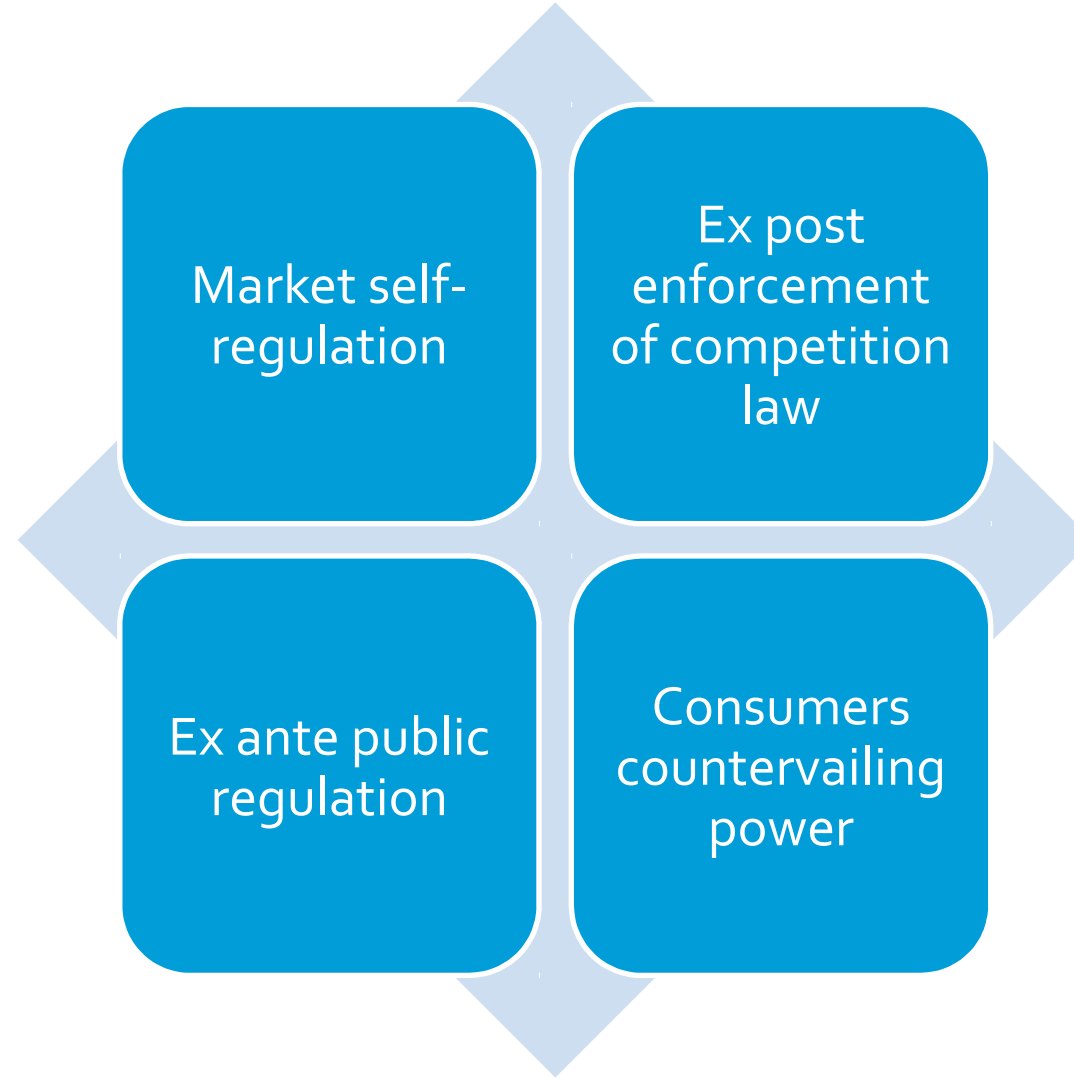 Market self-
regulation
Ex post
enforcement
of competition
law
Ex ante public
regulation
Consumers
countervailing
power